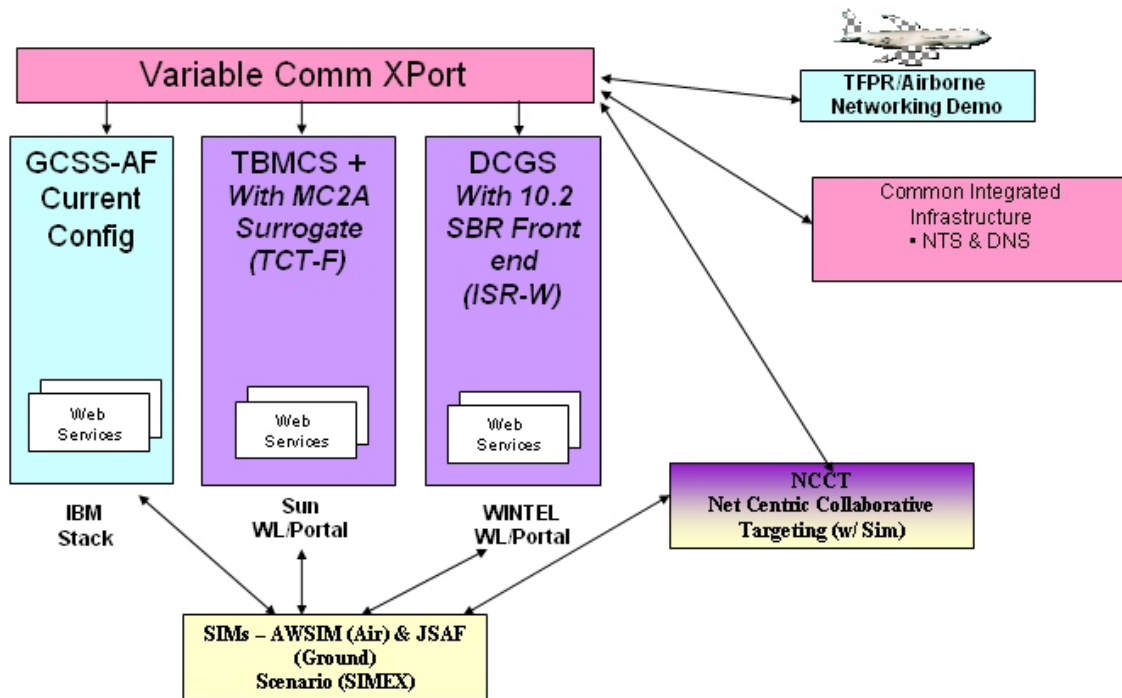 Variable Comm XPort
TFPR/Airborne
Networking Demo
GCSS-AF
Current
Config
TBMCS +
With MC2A
Surrogate
(TCT-F)
DCGS
With 10.2
SBR Front
end
(ISR-W)
Common Integrated
Infrastructure
▪ NTS & DNS
Web
Services
Web
Services
Web
Services
IBM
Stack
Sun
WL/Portal
WINTEL
WL/Portal
NCCT
Net Centric Collaborative
Targeting (w/ Sim)
SIMs – AWSIM (Air) & JSAF
(Ground)
Scenario (SIMEX)